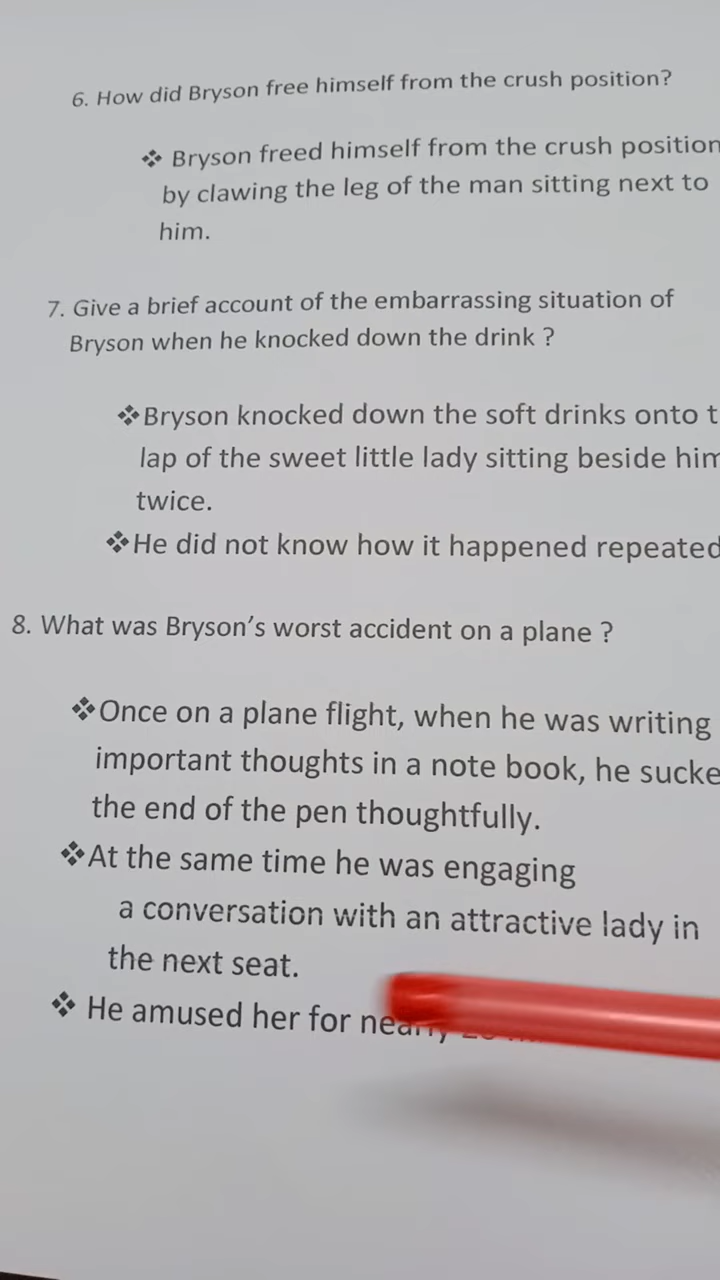 6. How did Bryson free himself from the crush position?
❖ Bryson freed himself from the crush position
by clawing the leg of the man sitting next to
him.
7. Give a brief account of the embarrassing situation of
Bryson when he knocked down the drink ?
❖Bryson knocked down the soft drinks onto t
lap of the sweet little lady sitting beside him
twice.
❖He did not know how it happened repeated
8. What was Bryson's worst accident on a plane ?
❖Once on a plane flight, when he was writing
important thoughts in a note book, he sucke
the end of the pen thoughtfully.
❖At the same time he was engaging
a conversation with an attractive lady in
the next seat.
❖ He amused her for nearly